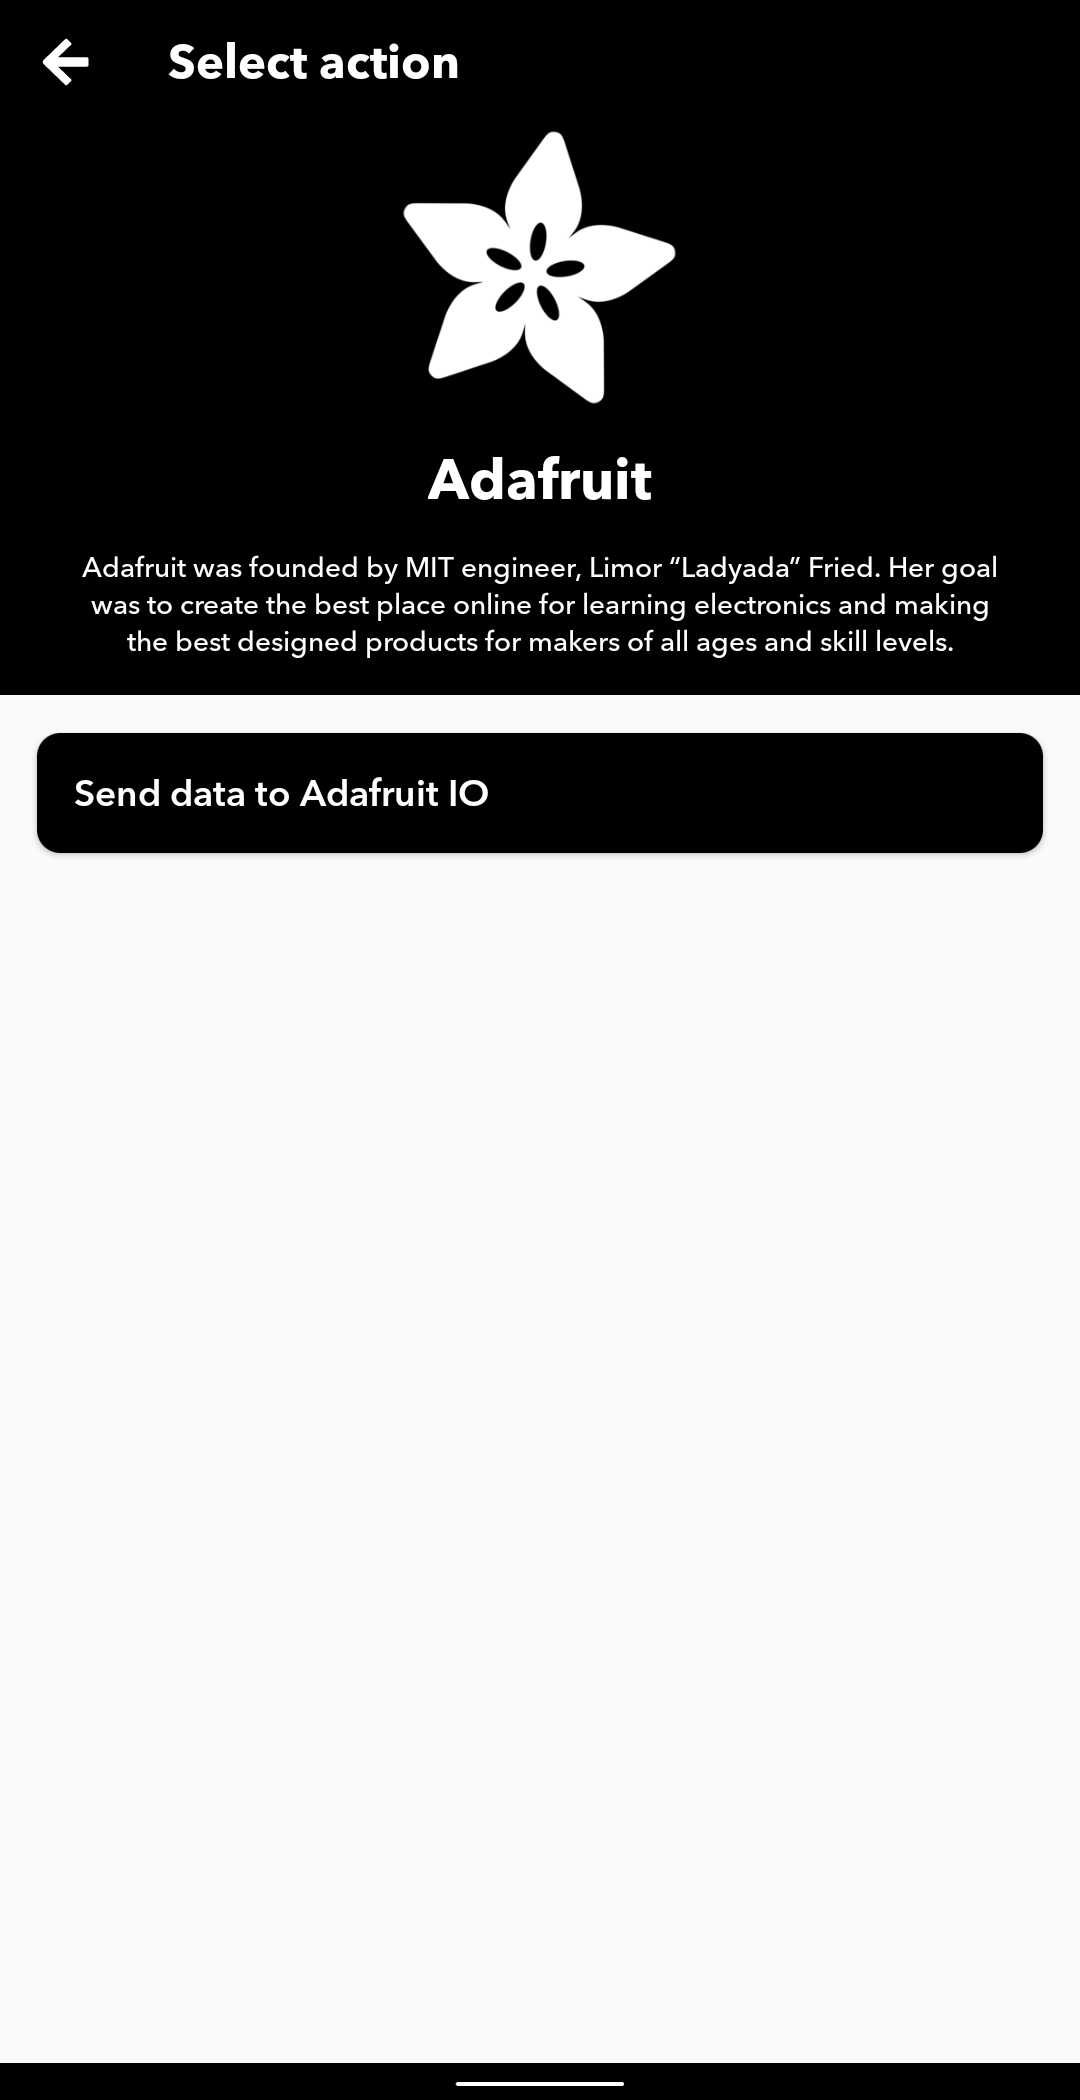 Select action
Adafruit
Adafruit was founded by MIT engineer, Limor “Ladyada” Fried. Her goal
was to create the best place online for learning electronics and making
the best designed products for makers of all ages and skill levels.
Send data to Adafruit IO